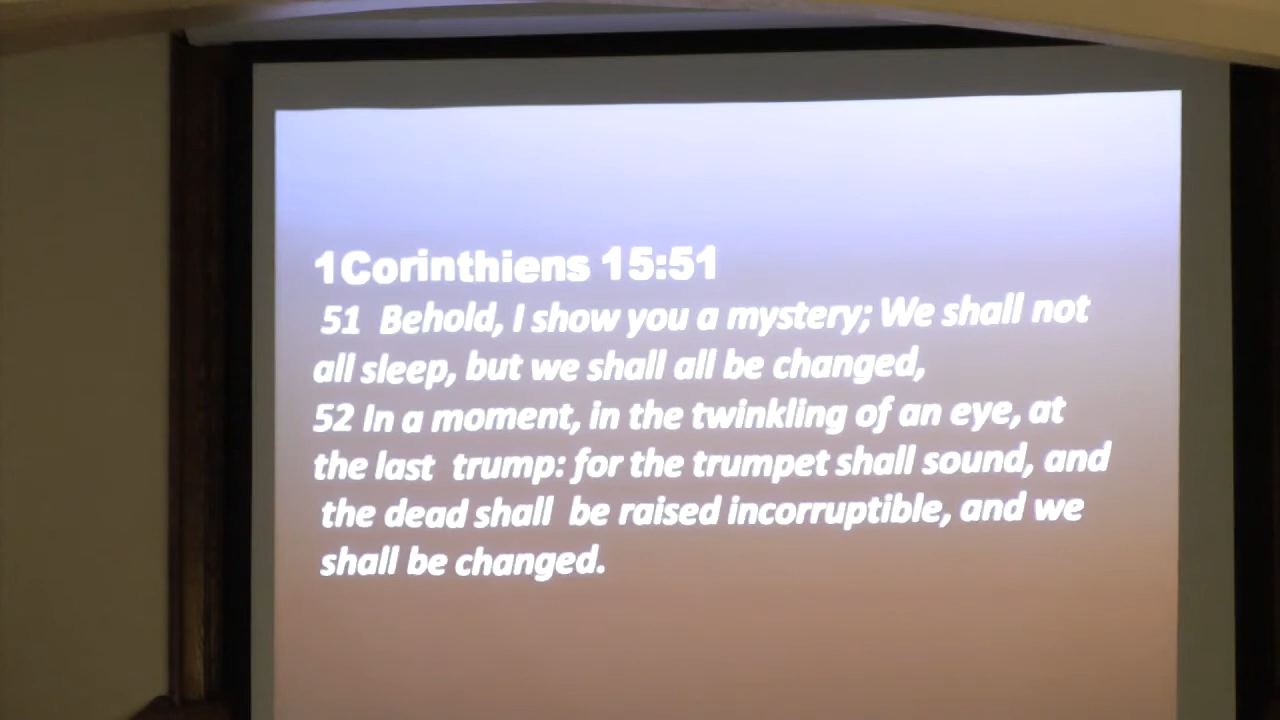 1Corinthiens 15:51
51 Behold, I show you a mystery; We shall not
all sleep, but we shall all be changed,
52 In a moment, in the twinkling of an eye, at
the last trump: for the trumpet shall sound, and
the dead shall be raised incorruptible, and we
shall be changed.